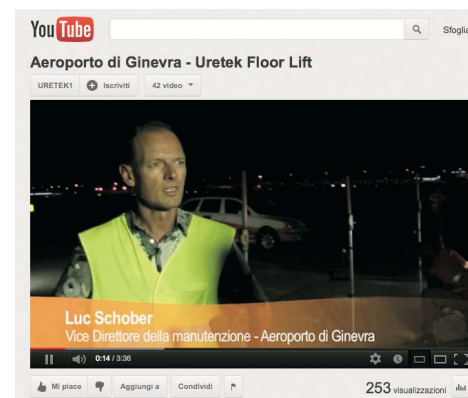 YouTube Sfoglia
Aeroporto di Ginevra - Uretek Floor Lift
URETEK1 Iscriviti 42 video
Luc Schober
Vice Direttore della manutenzione - Aeroporto di Ginevra
0:14 / 3:36
Mi piace Aggiungi a Condividi 253 visualizzazioni